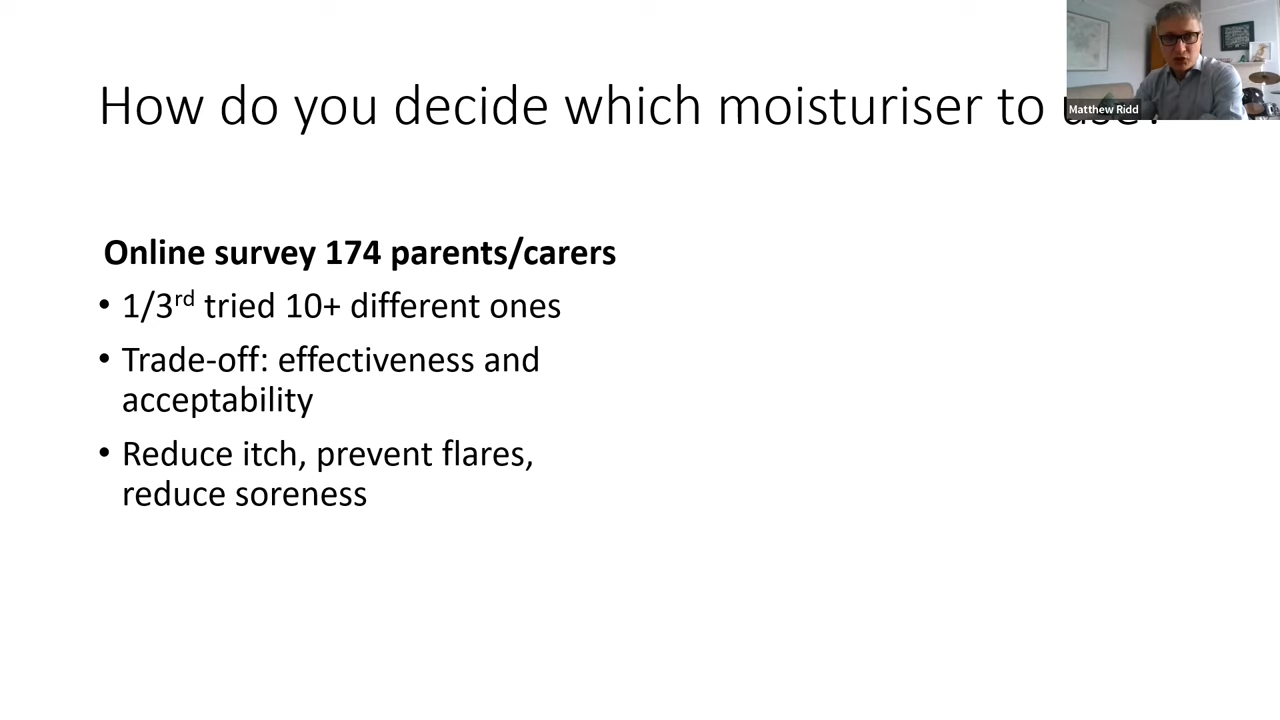 How do you decide which moisturiser to use?
Matthew Ridd
Online survey 174 parents/carers
• 1/3rd tried 10+ different ones
• Trade-off: effectiveness and
acceptability
• Reduce itch, prevent flares,
reduce soreness